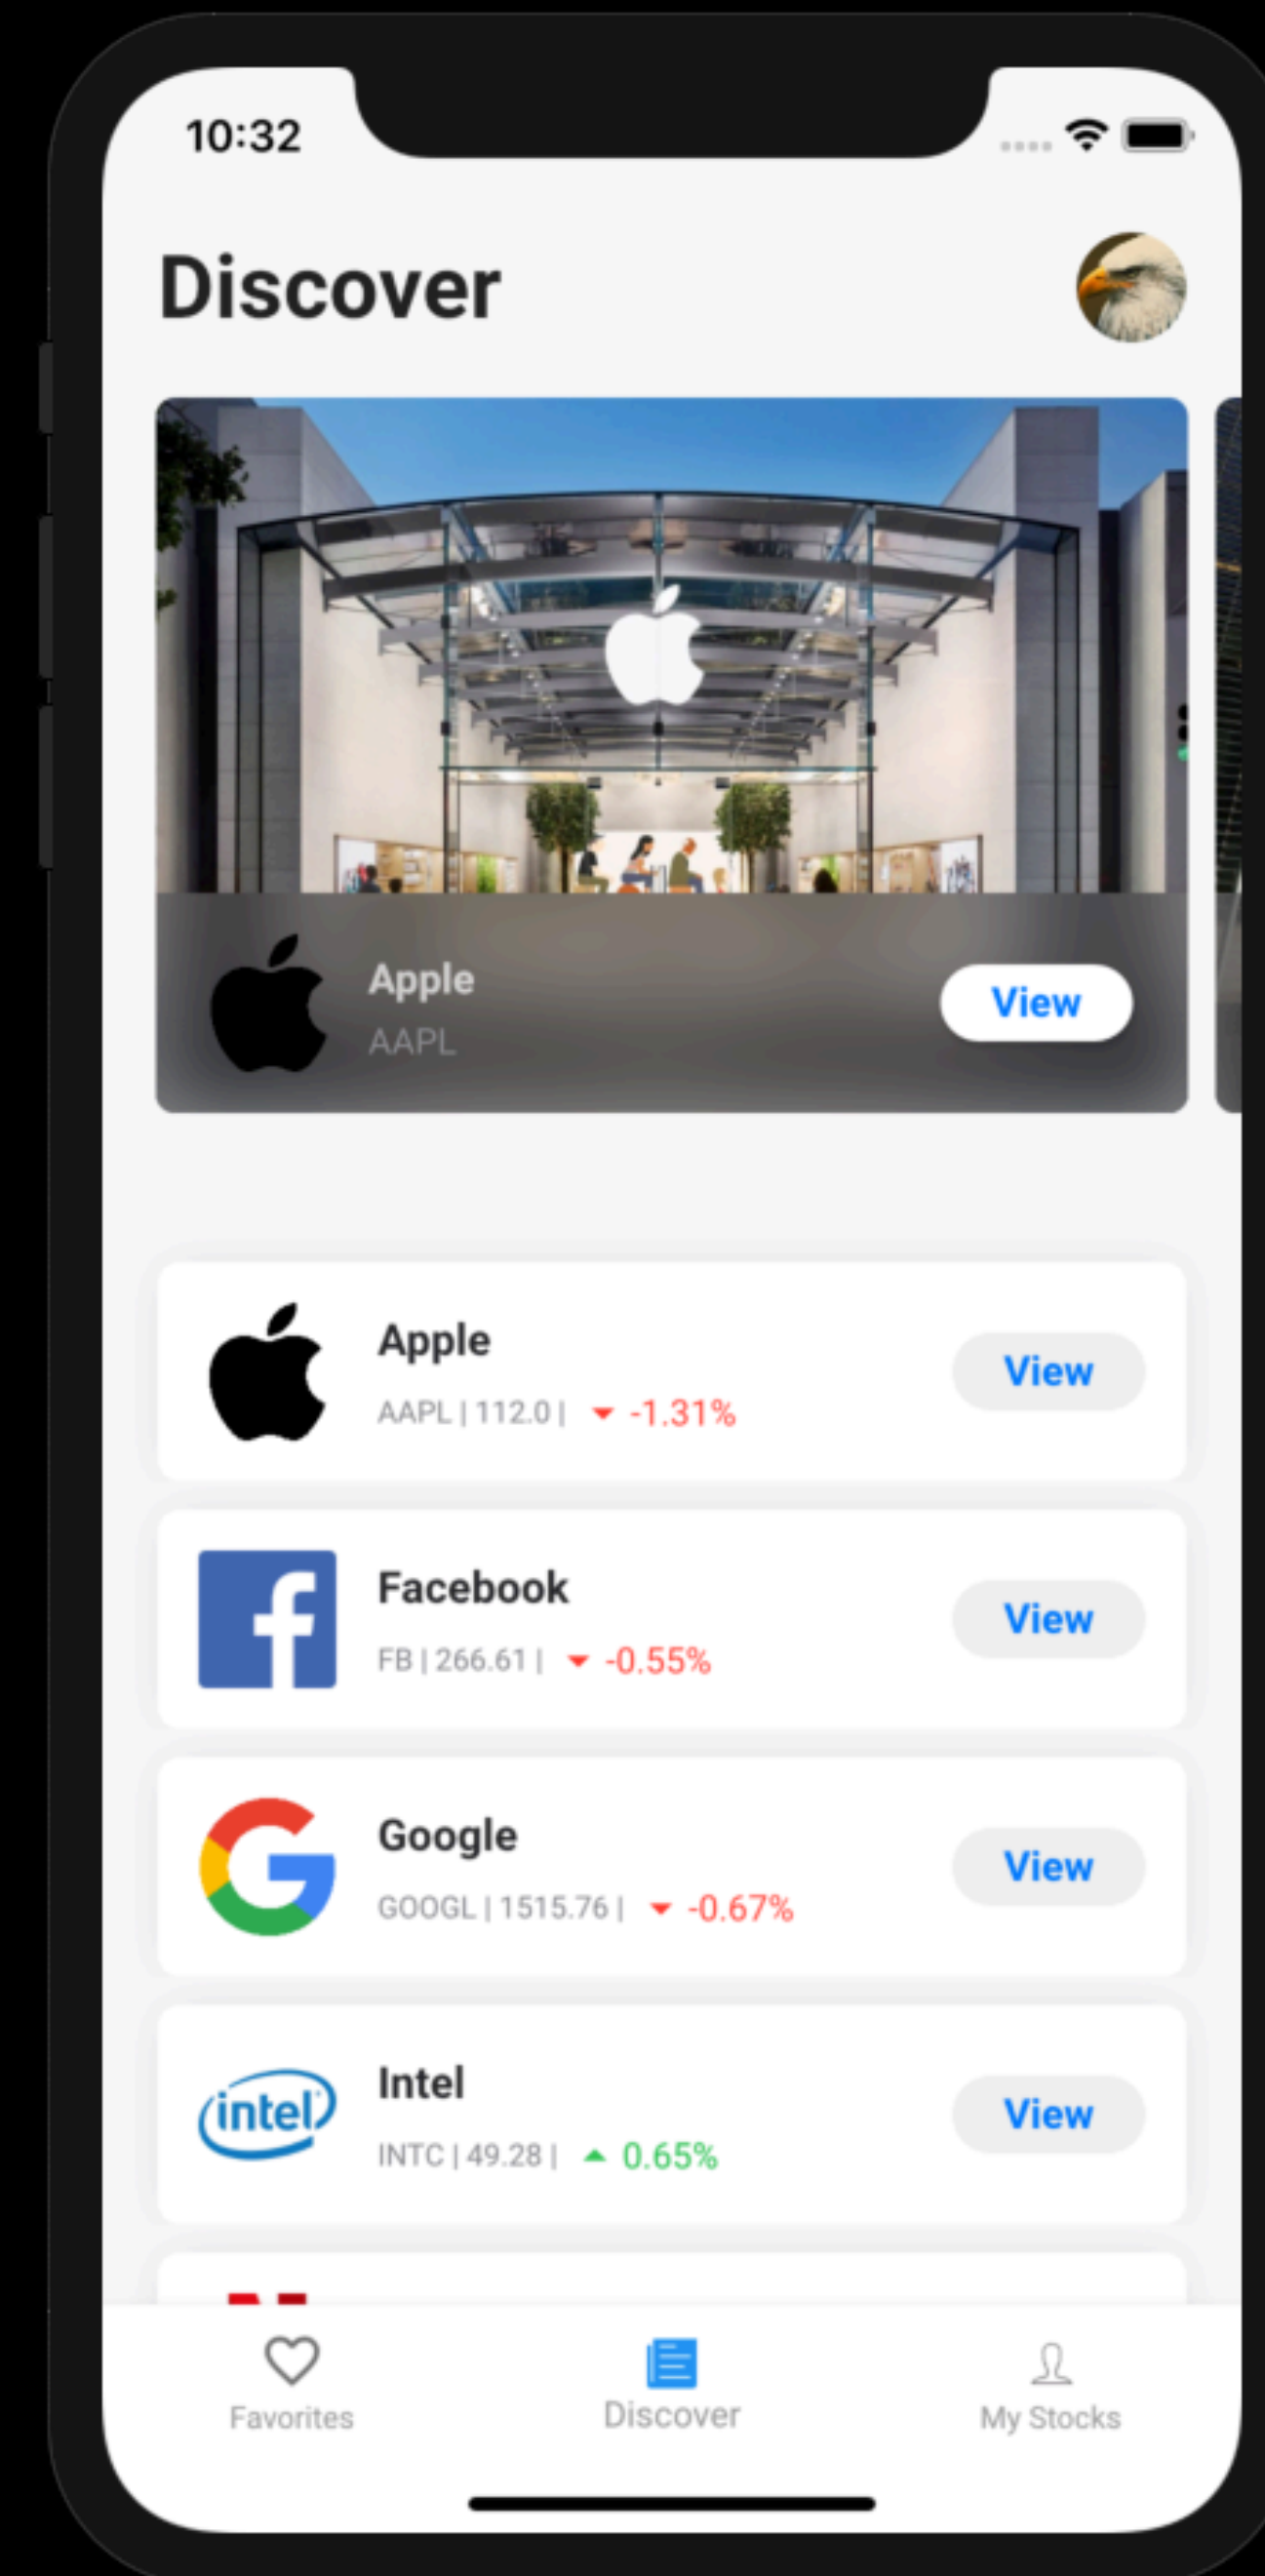 10:32
Discover
Apple
AAPL
View
Apple
AAPL | 112.0 | -1.31%
View
Facebook
FB | 266.61 | -0.55%
View
Google
GOOGL | 1515.76 | -0.67%
View
intel
Intel
INTC | 49.28 | 0.65%
View
Favorites
Discover
My Stocks